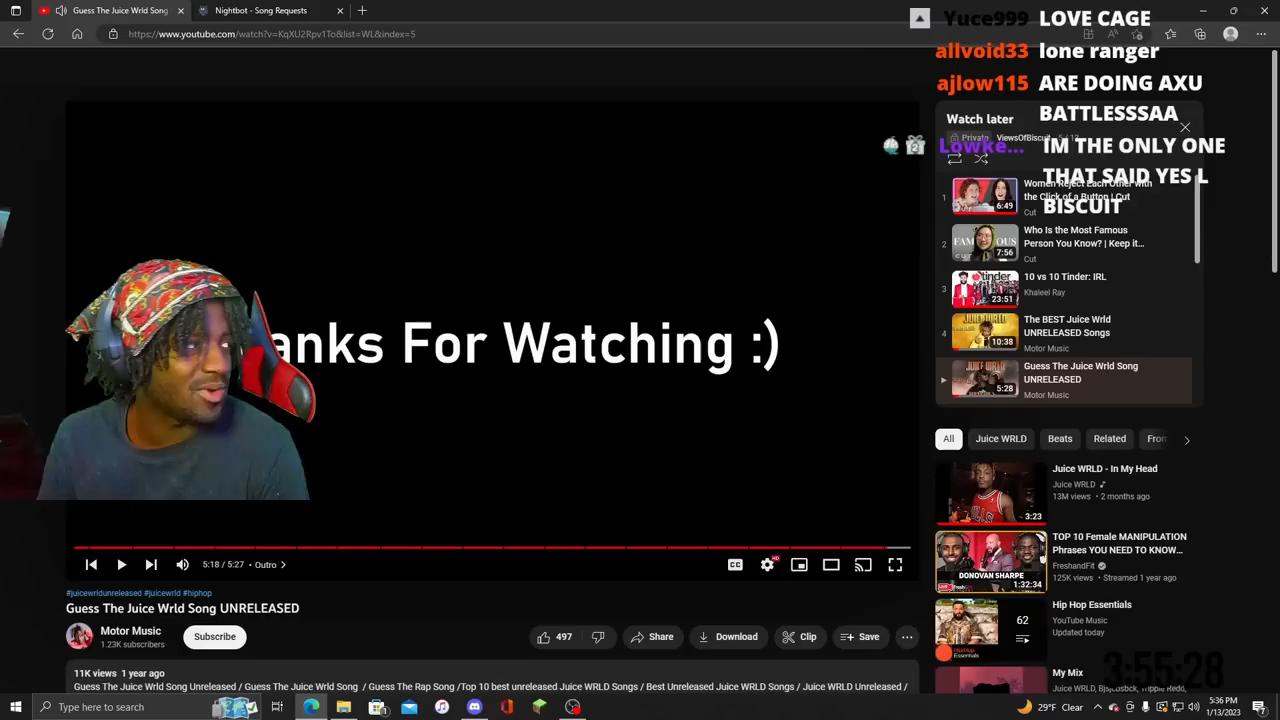 Guess The Juice Wrld Song UNRE
Nightbot - Song Requests
https://www.youtube.com/watch?v=KqXU2Rpv1To&list=WL&index=5
Yuce999 LOVE CAGE
allvoid33 lone ranger
ajlow115 ARE DOING AXU
BATTLESSSAA
Lowke... IM THE ONLY ONE
THAT SAID YES L
BISCUIT
Watch later
Private ViewsOfBiscuit
1
Women Reject Each Other with
the Click of a Button | Cut
Cut
6:49
2
Who Is the Most Famous
Person You Know? | Keep it...
Cut
7:56
3
10 vs 10 Tinder: IRL
Khaleel Ray
23:51
4
The BEST Juice Wrld
UNRELEASED Songs
Motor Music
10:38
Guess The Juice Wrld Song
UNRELEASED
Motor Music
5:28
anks For Watching :)
5:18 / 5:27 • Outro
CC
HD
All
Juice WRLD
Beats
Related
From
Juice WRLD - In My Head
Juice WRLD
13M views • 2 months ago
3:23
TOP 10 Female MANIPULATION
Phrases YOU NEED TO KNOW...
FreshandFit
125K views • Streamed 1 year ago
DONOVAN SHARPE
1:32:34
Hip Hop Essentials
YouTube Music
Updated today
62
My Mix
Juice WRLD,
3:55:28
#juicewrldunreleased #juicewrld #hiphop
Guess The Juice Wrld Song UNRELEASED
Motor Music
1.23K subscribers
Subscribe
497
Share
Download
Clip
Save
11K views 1 year ago
Guess The Juice Wrld Song Unreleased / Guess The Rap Song / Top 10 best unreleased Juice WRLD Songs / Best Unreleased Juice WRLD Songs / Juice WRLD Unreleased /
Type here to search
29°F Clear
5:36 PM
1/13/2023